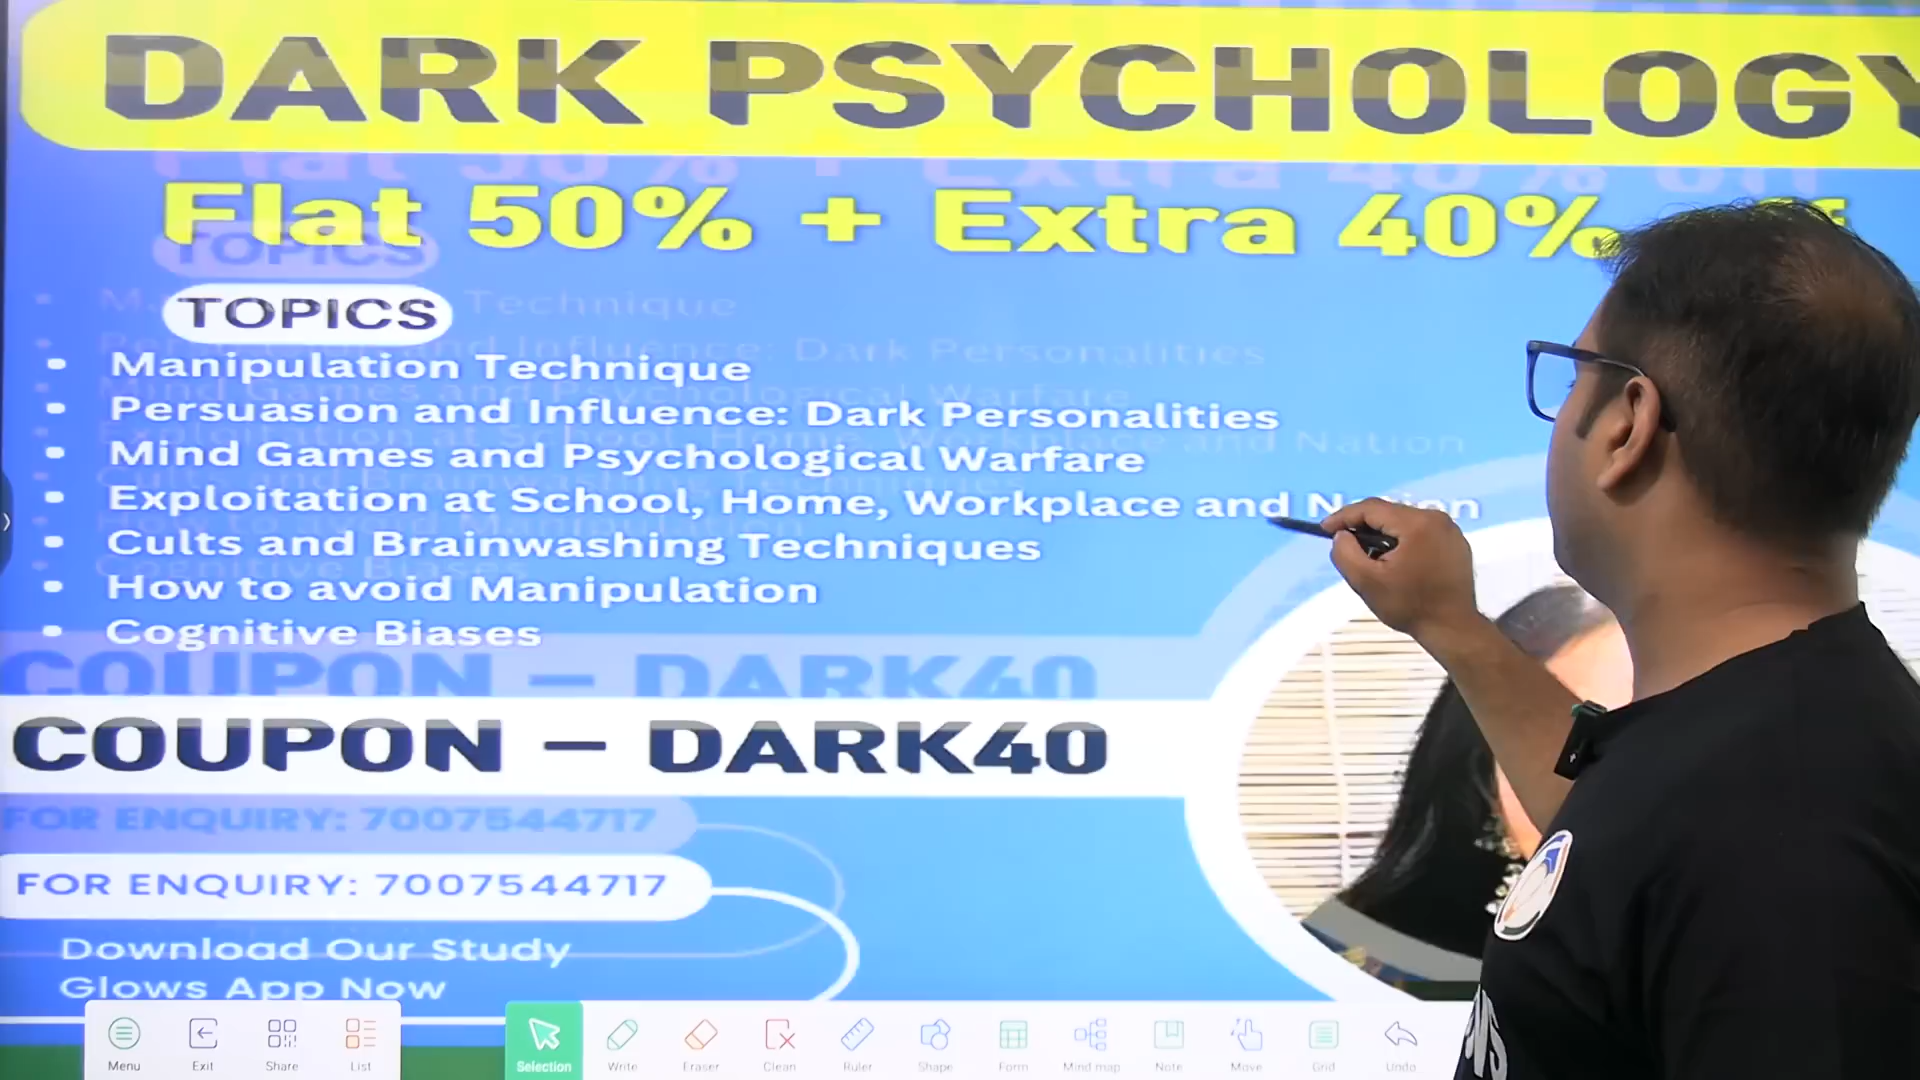 DARK PSYCHOLOGY
Flat 50% + Extra 40%
TOPICS
• Manipulation Technique
• Persuasion and Influence: Dark Personalities
• Mind Games and Psychological Warfare
• Exploitation at School, Home, Workplace and Nation
• Cults and Brainwashing Techniques
• How to avoid Manipulation
• Cognitive Biases
COUPON – DARK40
FOR ENQUIRY: 7007544717
Download Our Study
Glows App Now
Menu Exit Share List Selection Write Eraser Clean Ruler Shape Form Mind map Note Move Grid Undo